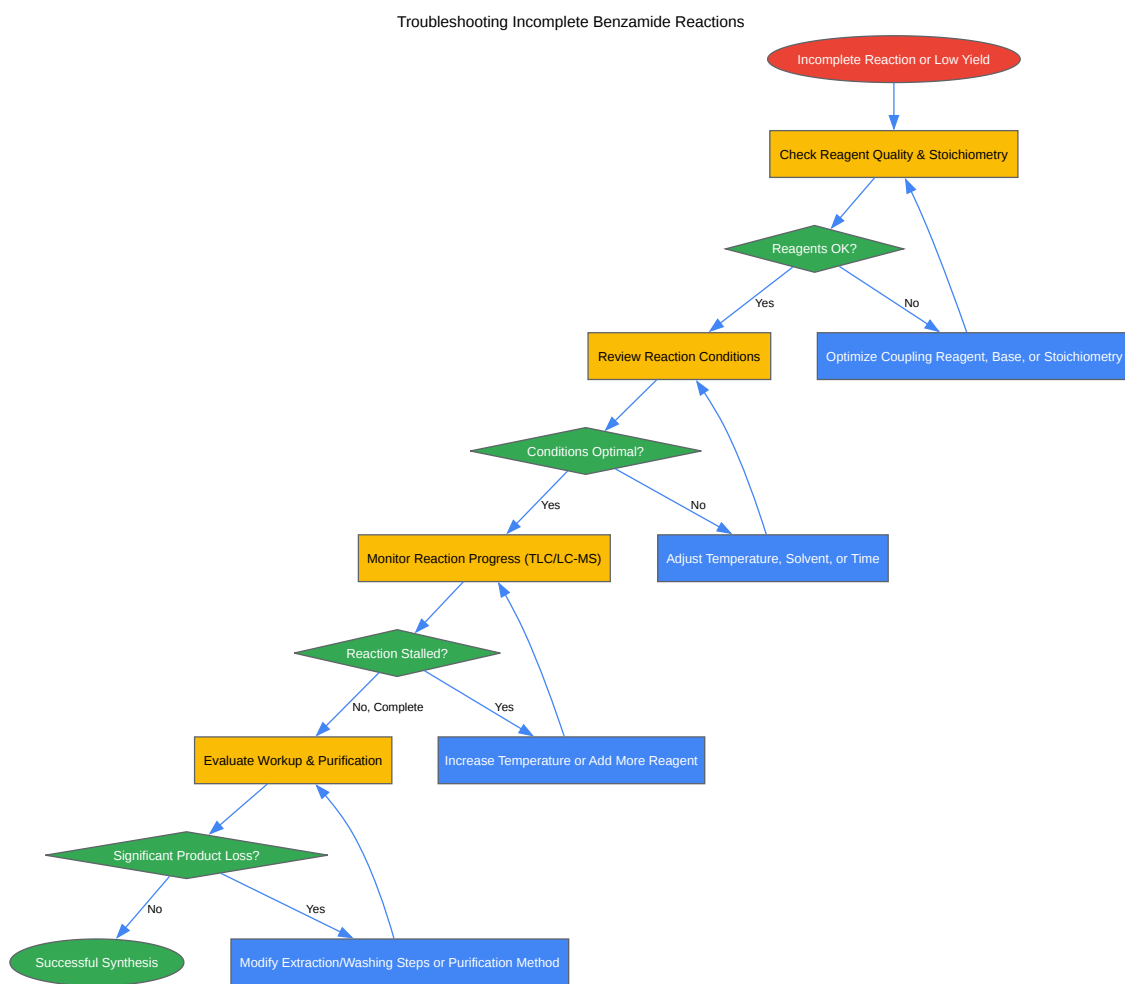 Troubleshooting Incomplete Benzamide Reactions
Incomplete Reaction or Low Yield
Check Reagent Quality & Stoichiometry
Reagents OK?
Yes
No
Review Reaction Conditions
Optimize Coupling Reagent, Base, or Stoichiometry
Conditions Optimal?
Yes
No
Monitor Reaction Progress (TLC/LC-MS)
Adjust Temperature, Solvent, or Time
Reaction Stalled?
No, Complete
Yes
Evaluate Workup & Purification
Increase Temperature or Add More Reagent
Significant Product Loss?
No
Yes
Successful Synthesis
Modify Extraction/Washing Steps or Purification Method